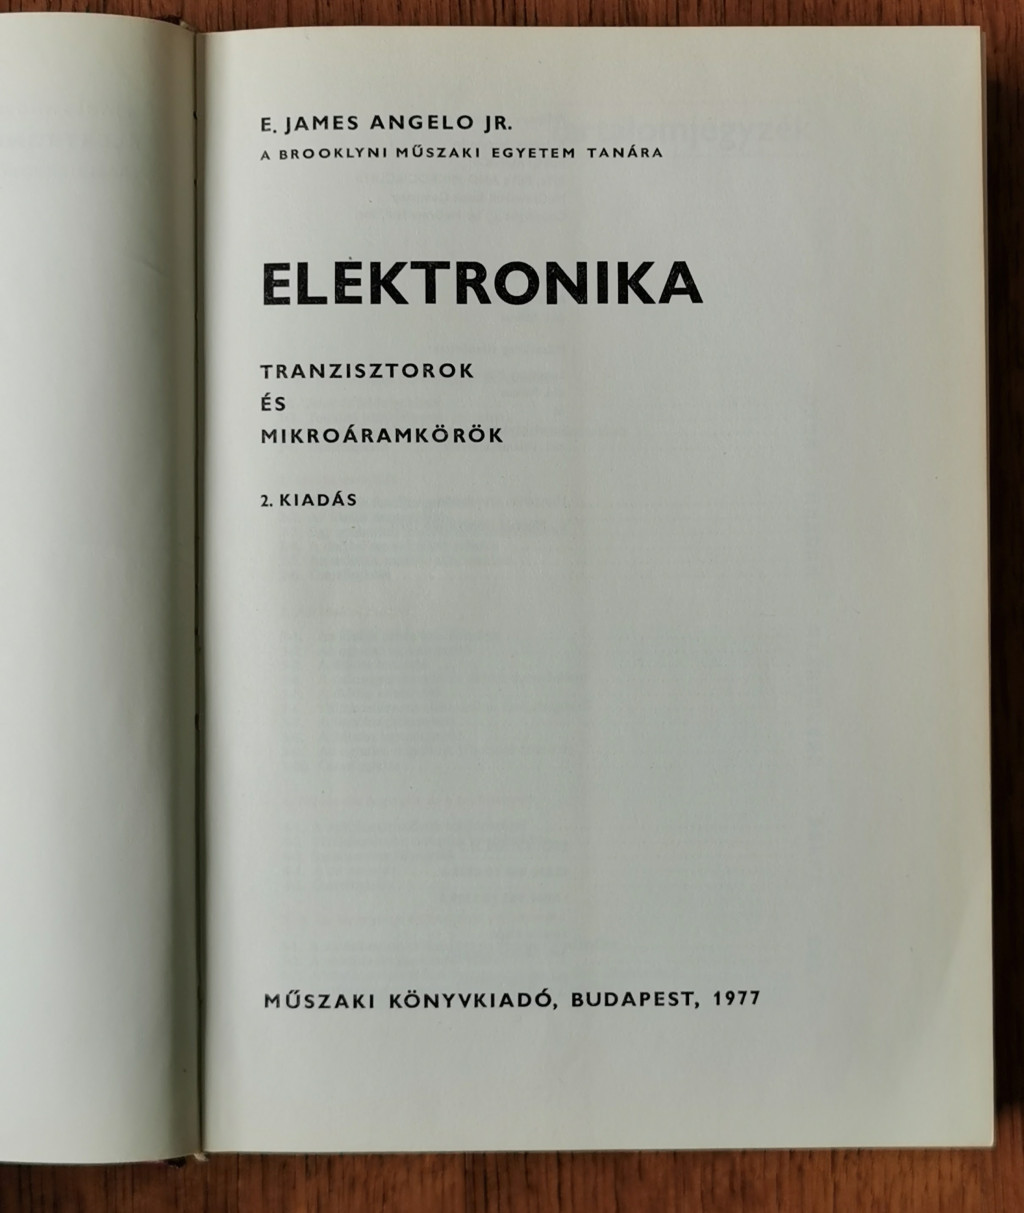 E. JAMES ANGELO JR.
A BROOKLYNI MŰSZAKI EGYETEM TANÁRA
ELEKTRONIKA
TRANZISZTOROK
ÉS
MIKROÁRAMKÖRÖK
2. KIADÁS
MŰSZAKI KÖNYVKIADÓ, BUDAPEST, 1977